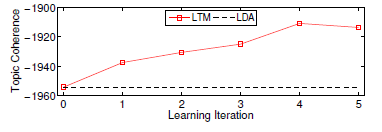 Topic Coherence
−1900
−1920
−1940
−1960
LTM
LDA
0 1 2 3 4 5
Learning Iteration